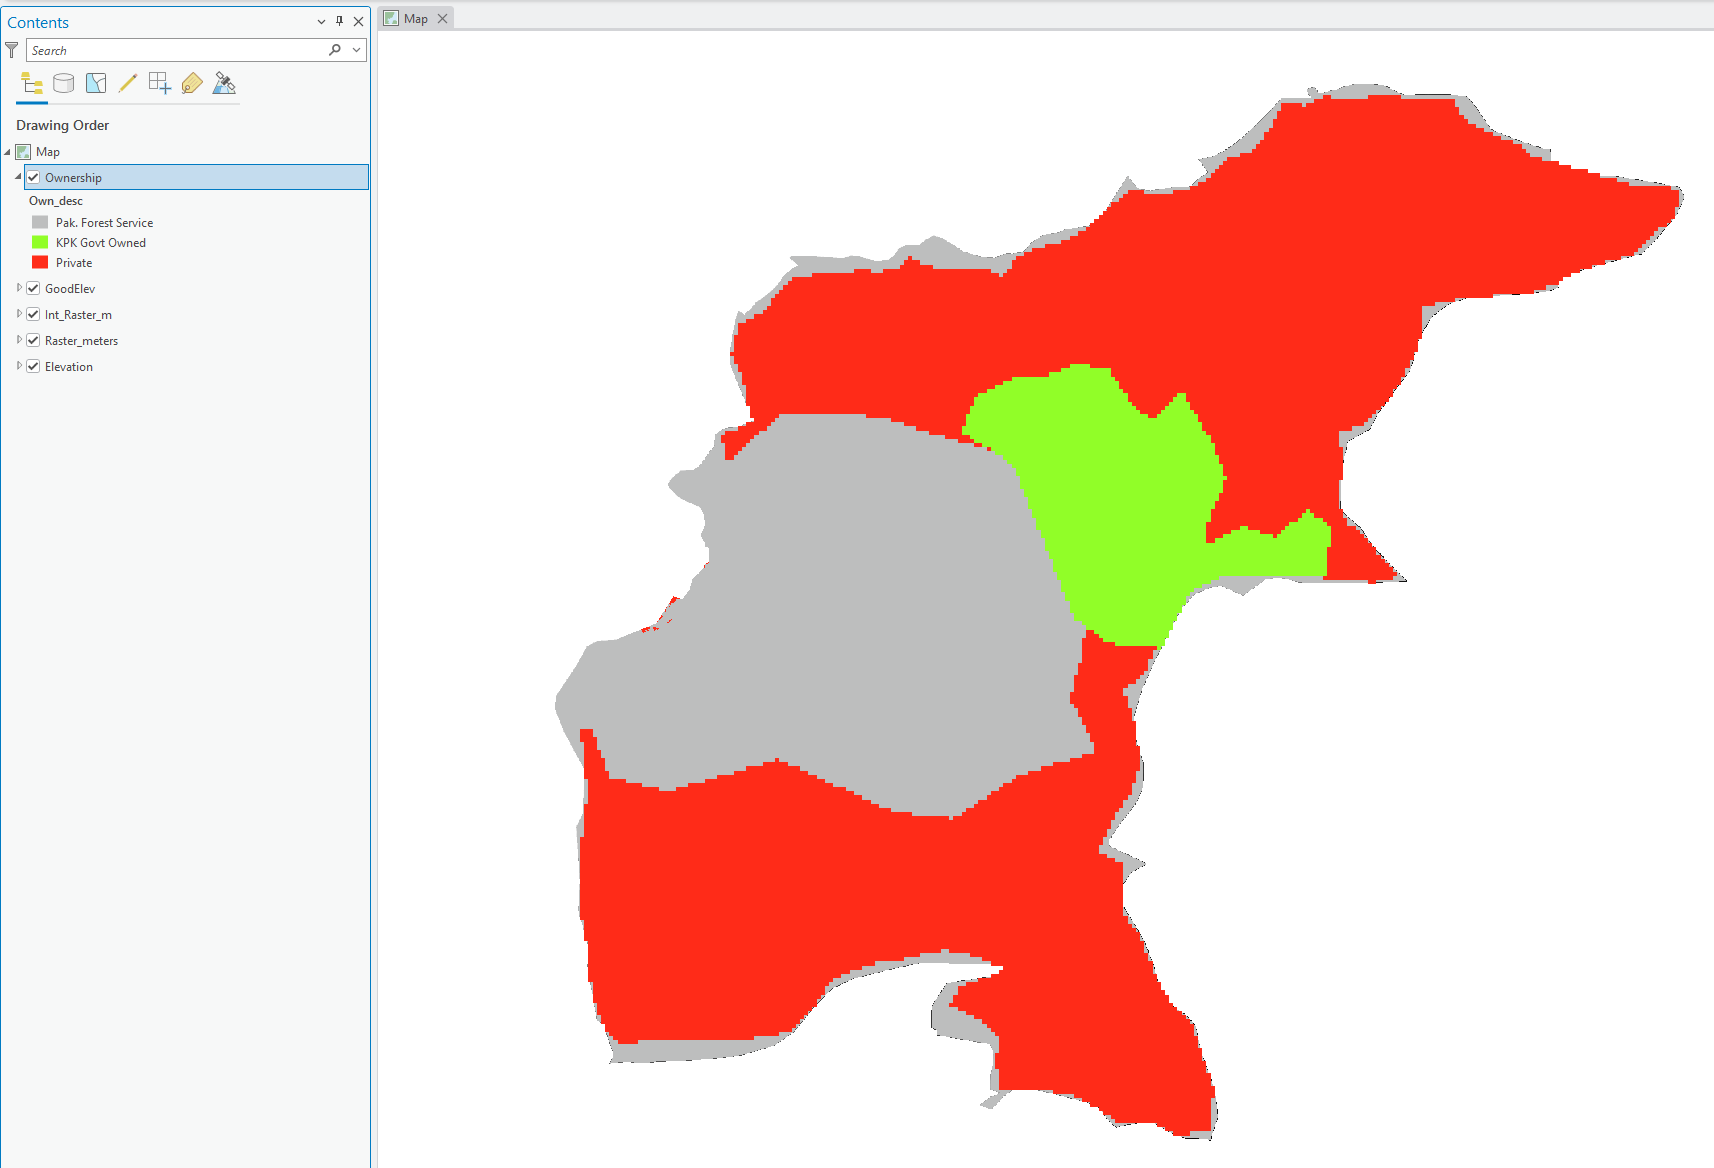 Contents
Map
Search
Drawing Order
Map
Ownership
Own_desc
Pak. Forest Service
KPK Govt Owned
Private
GoodElev
Int_Raster_m
Raster_meters
Elevation